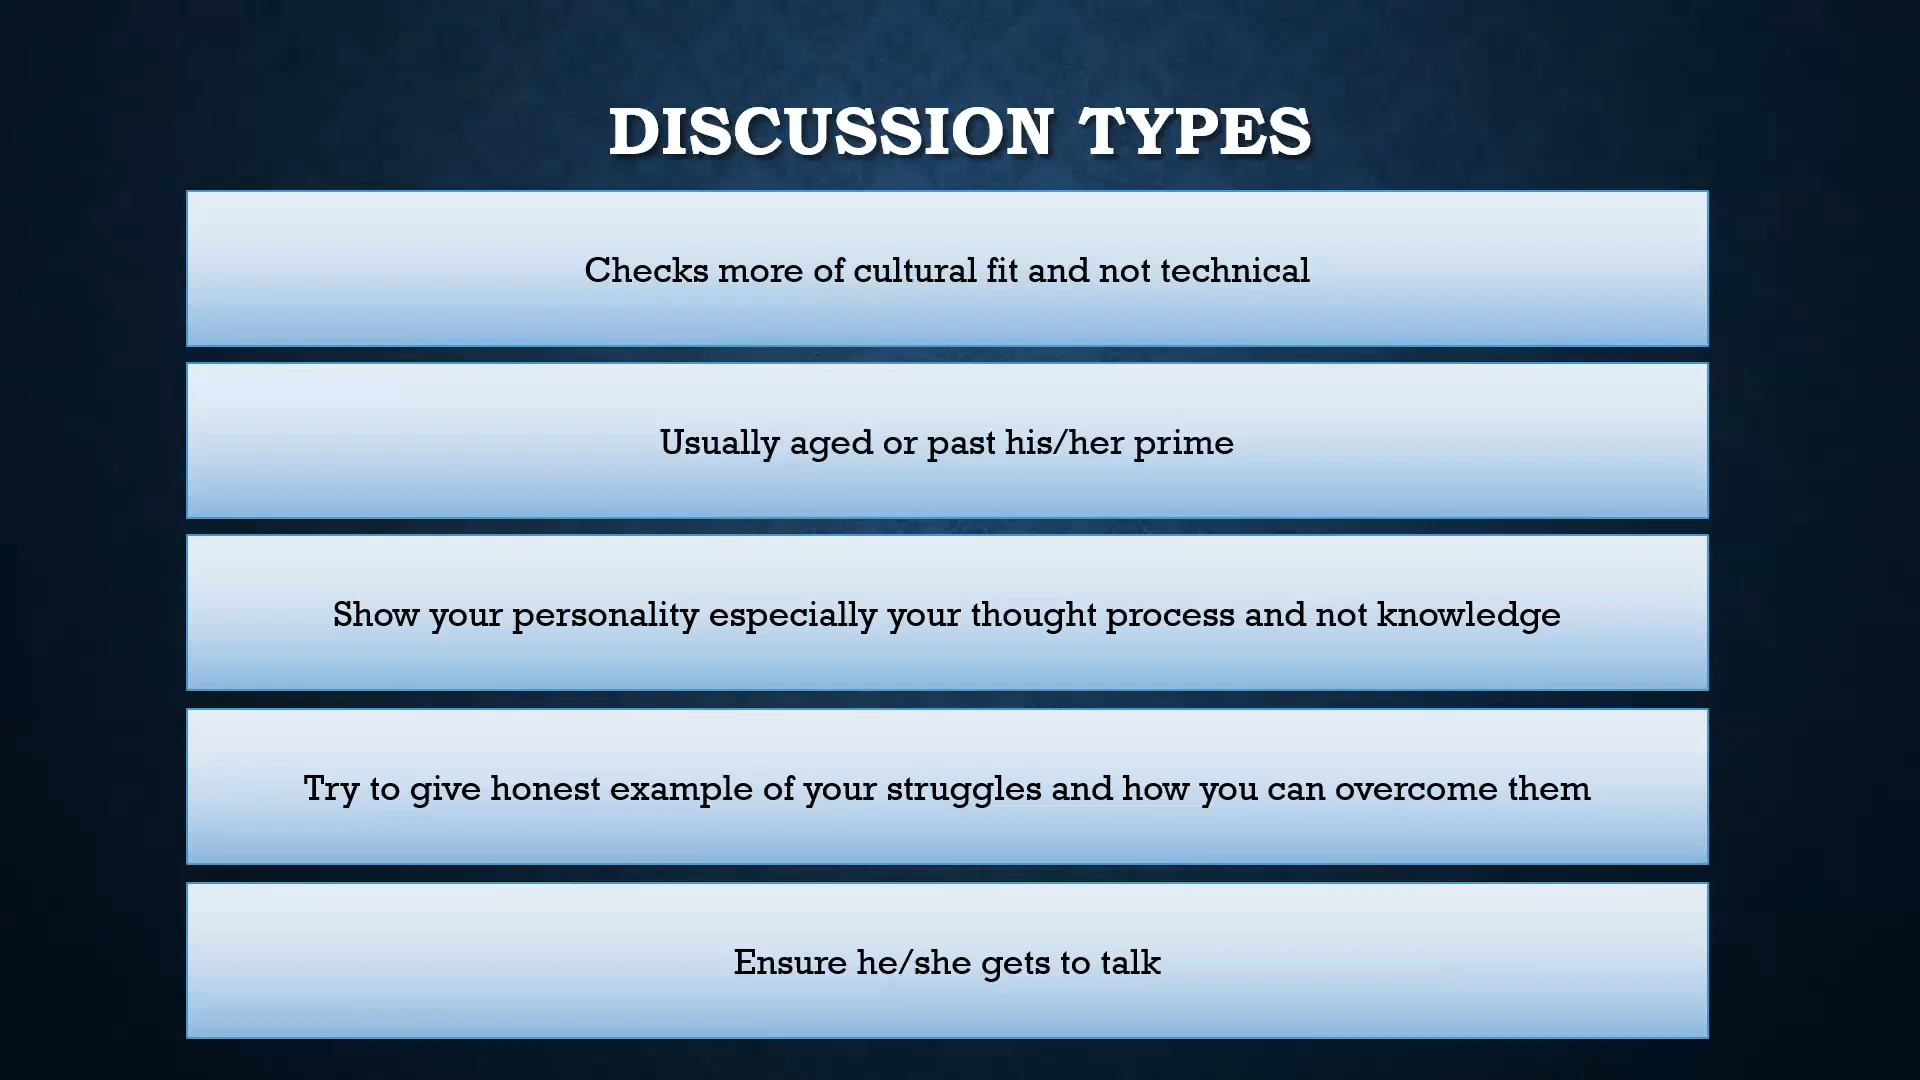 DISCUSSION TYPES
Checks more of cultural fit and not technical
Usually aged or past his/her prime
Show your personality especially your thought process and not knowledge
Try to give honest example of your struggles and how you can overcome them
Ensure he/she gets to talk